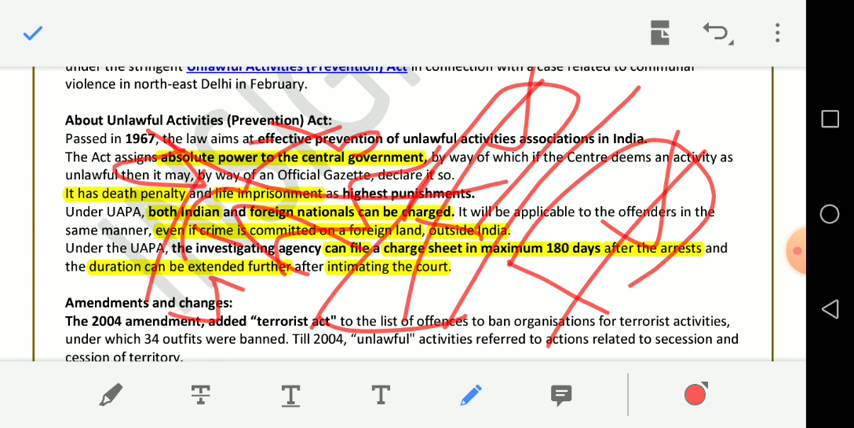 under the stringent Unlawful Activities (Prevention) Act in connection with a case related to communal
violence in north-east Delhi in February.
About Unlawful Activities (Prevention) Act:
Passed in 1967, the law aims at effective prevention of unlawful activities associations in India.
The Act assigns absolute power to the central government, by way of which if the Centre deems an activity as
unlawful then it may, by way of an Official Gazette, declare it so.
It has death penalty and life imprisonment as highest punishments.
Under UAPA, both Indian and foreign nationals can be charged. It will be applicable to the offenders in the
same manner, even if crime is committed on a foreign land, outside India.
Under the UAPA, the investigating agency can file a charge sheet in maximum 180 days after the arrests and
the duration can be extended further after intimating the court.
Amendments and changes:
The 2004 amendment, added “terrorist act" to the list of offences to ban organisations for terrorist activities,
under which 34 outfits were banned. Till 2004, “unlawful" activities referred to actions related to secession and
cession of territory.
T T T